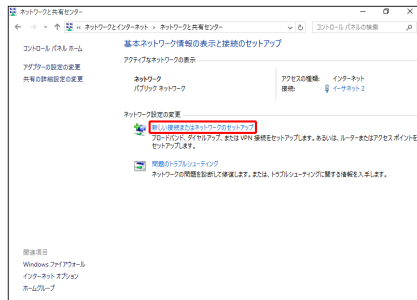 ネットワークと共有センター
« ネットワークとインターネット › ネットワークと共有センター
コントロール パネルの検索
コントロール パネル ホーム
アダプターの設定の変更
共有の詳細設定の変更
基本ネットワーク情報の表示と接続のセットアップ
アクティブなネットワークの表示
ネットワーク
パブリック ネットワーク
アクセスの種類: インターネット
接続: イーサネット 2
ネットワーク設定の変更
新しい接続またはネットワークのセットアップ
ブロードバンド、ダイヤルアップ、または VPN 接続をセットアップします。あるいは、ルーターまたはアクセス ポイントを
セットアップします。
問題のトラブルシューティング
ネットワークの問題を診断して修復します。または、トラブルシューティングに関する情報を入手します。
関連項目
Windows ファイアウォール
インターネット オプション
ホームグループ